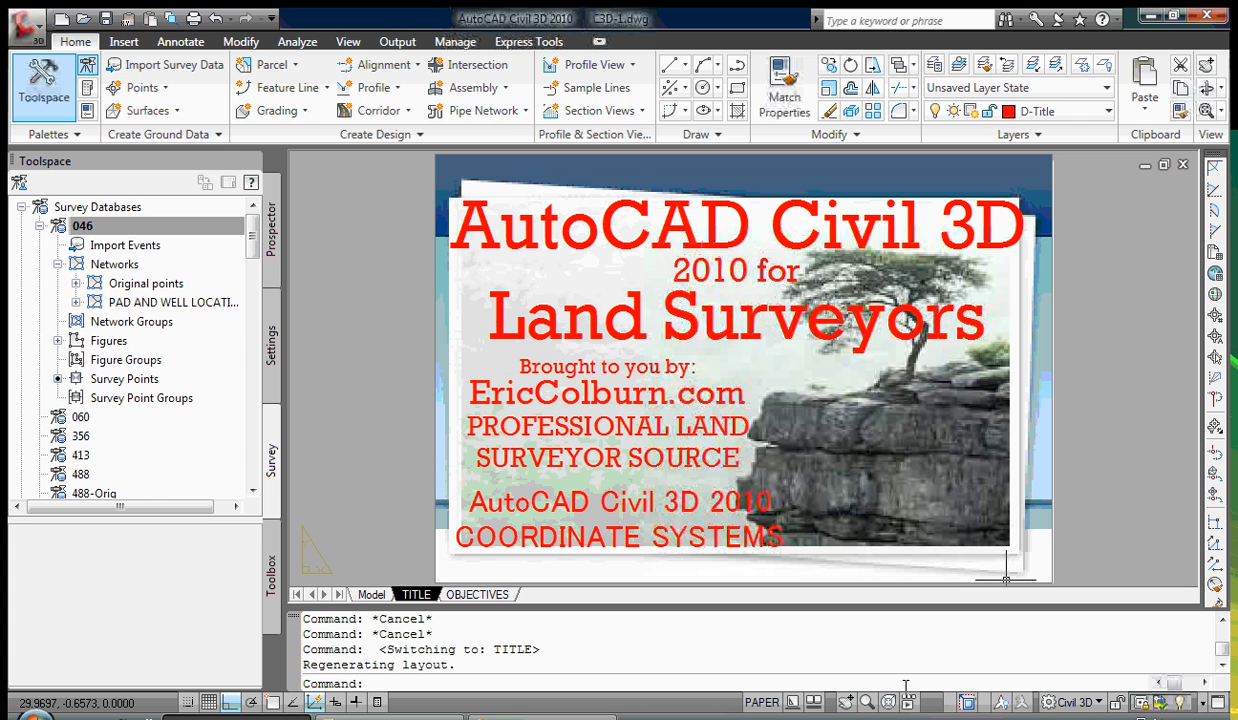 AutoCAD Civil 3D 2010 C3D-1.dwg
Type a keyword or phrase
3D
Home Insert Annotate Modify Analyze View Output Manage Express Tools
Toolspace
Import Survey Data
Points
Surfaces
Parcel
Feature Line
Grading
Alignment
Profile
Corridor
Intersection
Assembly
Pipe Network
Profile View
Sample Lines
Section Views
Match
Properties
Unsaved Layer State
D-Title
Paste
Palettes Create Ground Data Create Design Profile & Section Vie... Draw Modify Layers Clipboard View
Toolspace
Survey Databases
046
Import Events
Networks
Original points
PAD AND WELL LOCATI...
Network Groups
Figures
Figure Groups
Survey Points
Survey Point Groups
060
356
413
488
488-Orig
Prospector
Settings
Survey
Toolbox
AutoCAD Civil 3D
2010 for
Land Surveyors
Brought to you by:
EricColburn.com
PROFESSIONAL LAND
SURVEYOR SOURCE
AutoCAD Civil 3D 2010
COORDINATE SYSTEMS
Model TITLE OBJECTIVES
Command: *Cancel*
Command: *Cancel*
Command: <Switching to: TITLE>
Regenerating layout.
Command:
29.9697, -0.6573, 0.0000
PAPER
Civil 3D